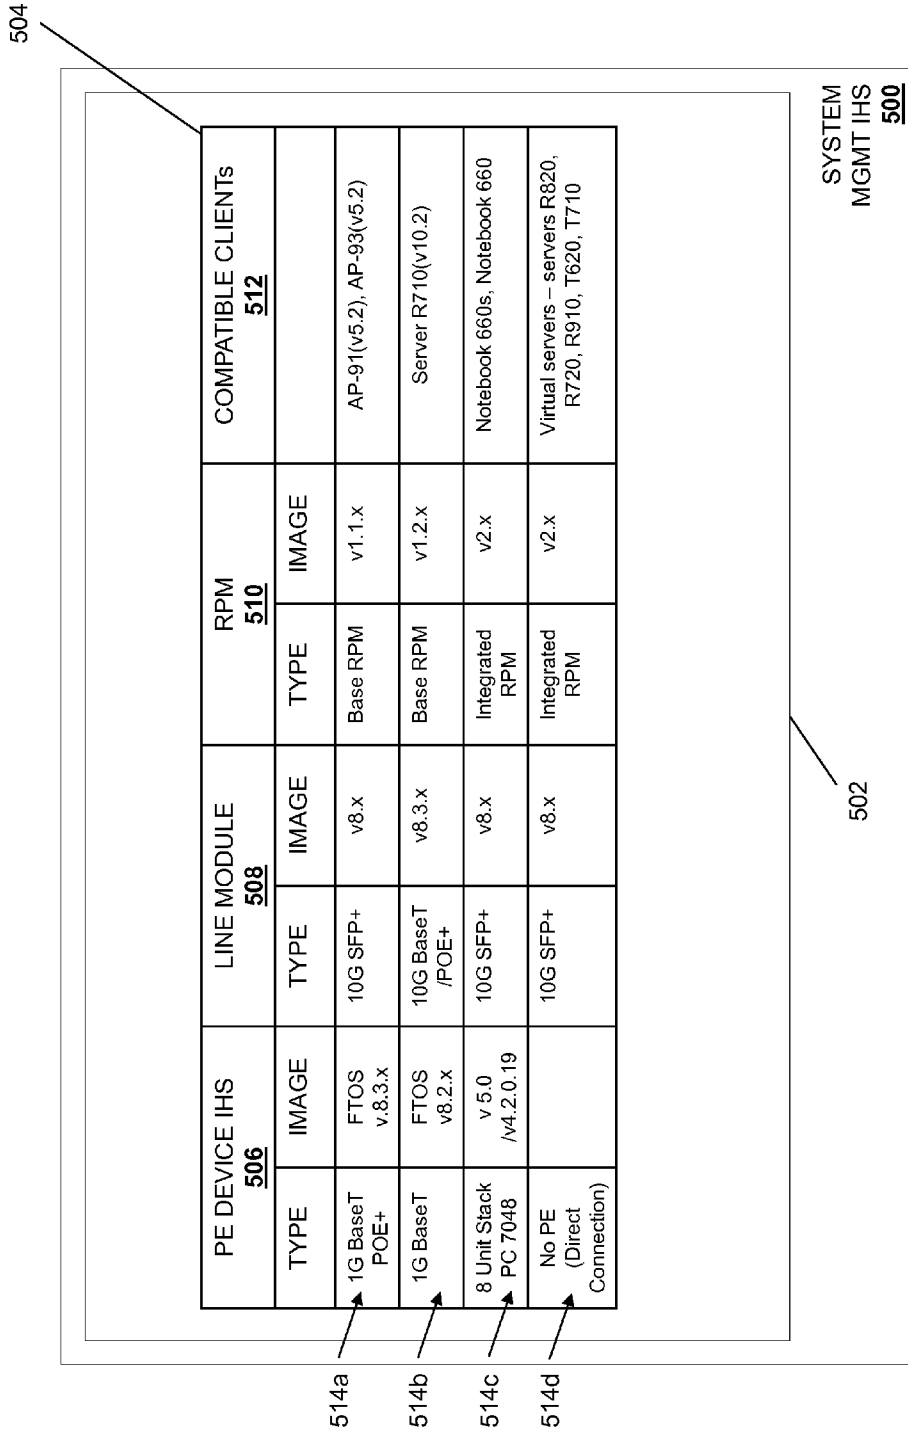 504
PE DEVICE IHS
506
LINE MODULE
508
RPM
510
COMPATIBLE CLIENTs
512
TYPE
IMAGE
TYPE
IMAGE
TYPE
IMAGE
514a
1G BaseT
POE+
FTOS
v.8.3.x
10G SFP+
v8.x
Base RPM
v1.1.x
AP-91(v5.2), AP-93(v5.2)
514b
1G BaseT
FTOS
v8.2.x
10G BaseT
/POE+
v8.3.x
Base RPM
v1.2.x
Server R710(v10.2)
514c
8 Unit Stack
PC 7048
v 5.0
/v4.2.0.19
10G SFP+
v8.x
Integrated
RPM
v2.x
Notebook 660s, Notebook 660
514d
No PE
(Direct
Connection)
10G SFP+
v8.x
Integrated
RPM
v2.x
Virtual servers – servers R820,
R720, R910, T620, T710
502
SYSTEM
MGMT IHS
500